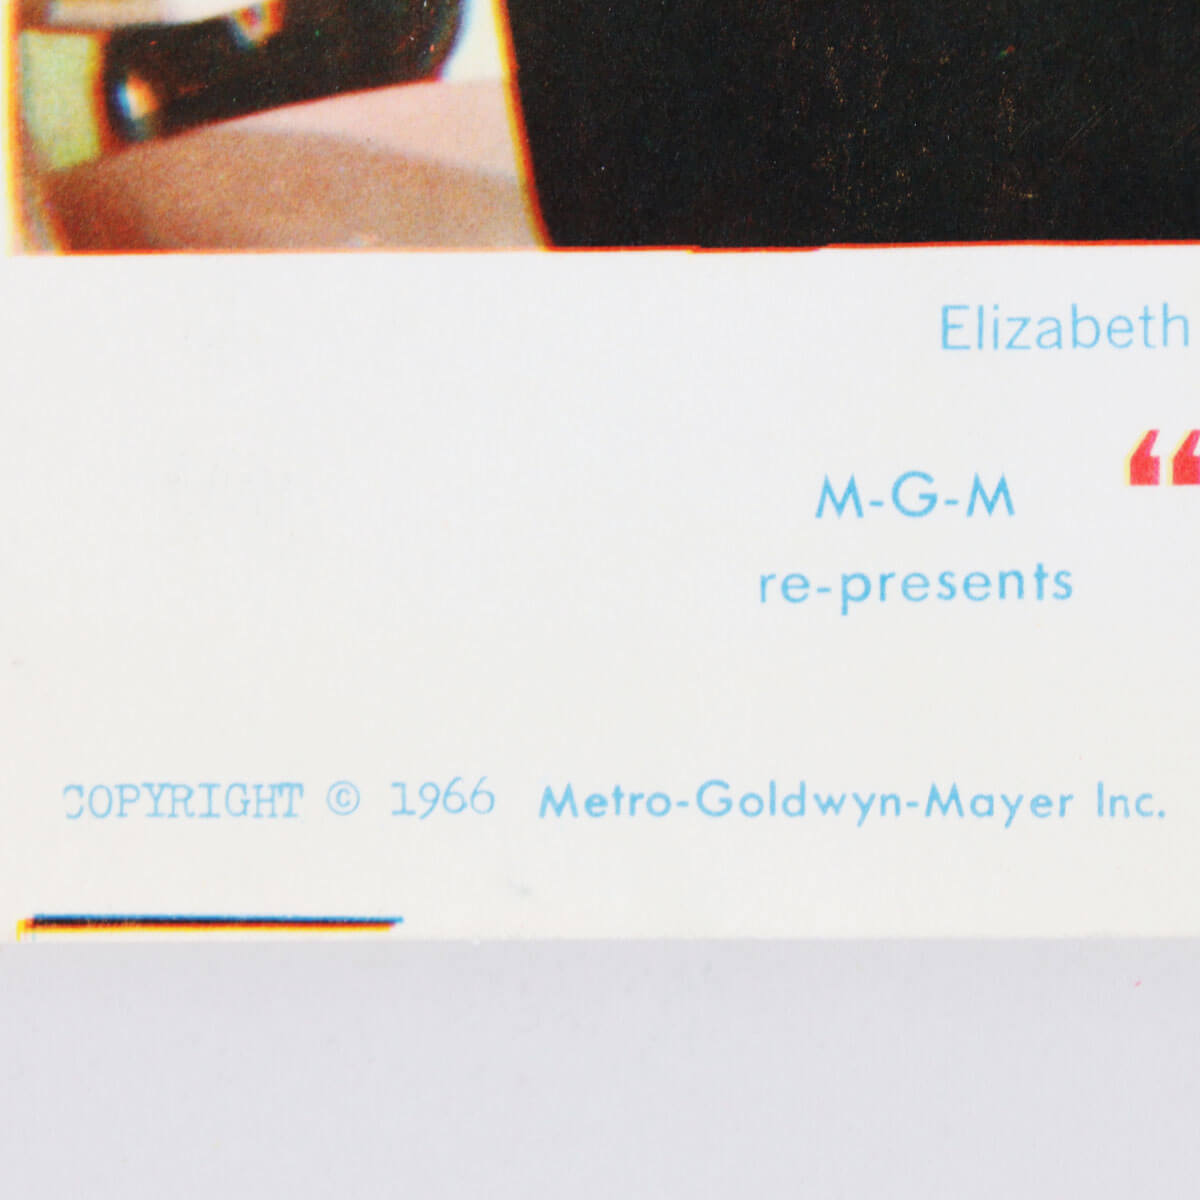 Elizabeth
“
M-G-M
re-presents
COPYRIGHT © 1966 Metro-Goldwyn-Mayer Inc.